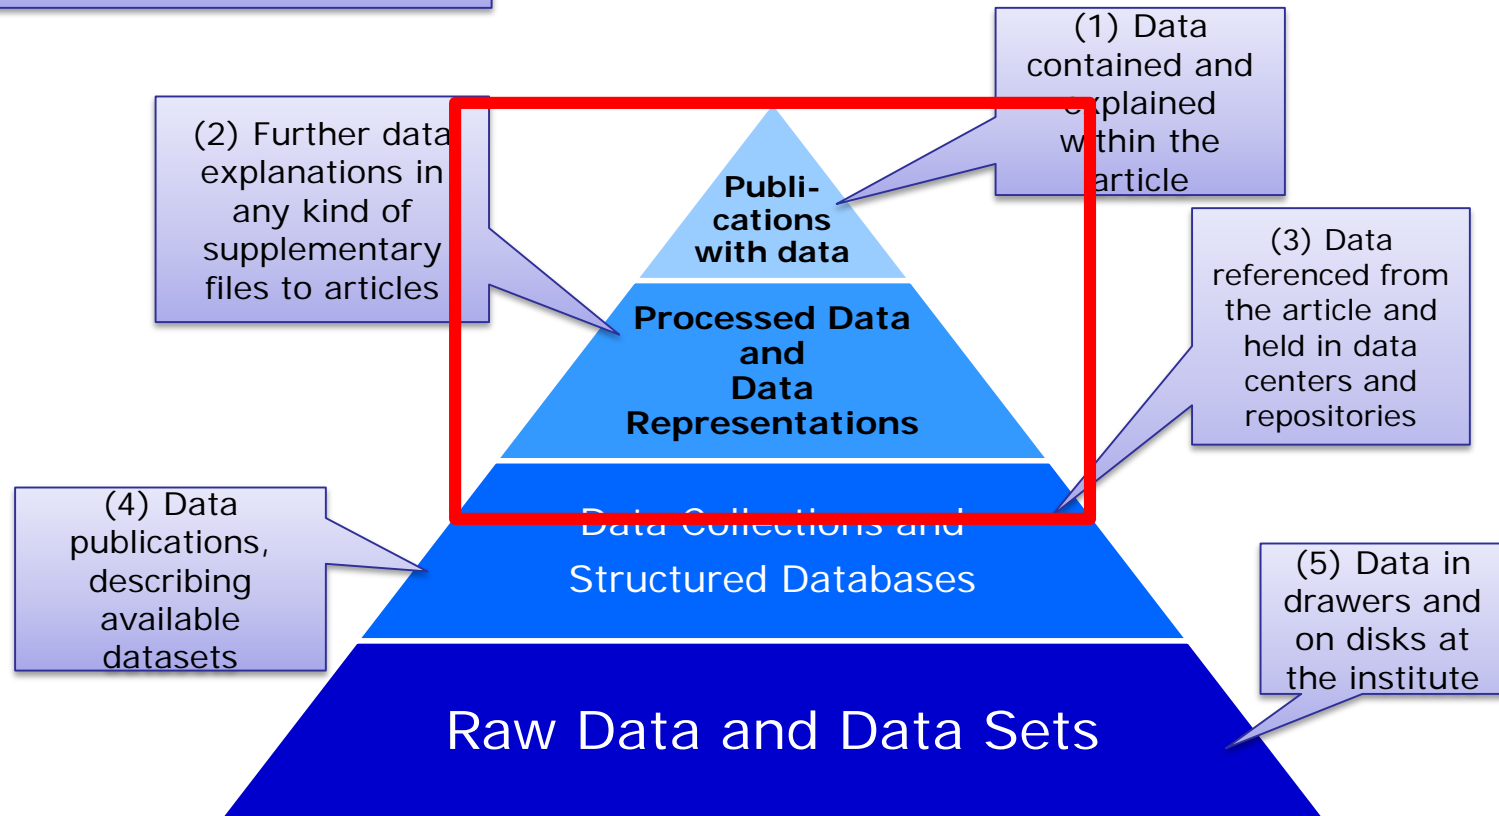 (1) Data
contained and
explained
within the
article
(2) Further data
explanations in
any kind of
supplementary
files to articles
Publi-
cations
with data
(3) Data
referenced from
the article and
held in data
centers and
repositories
Processed Data
and
Data
Representations
(4) Data
publications,
describing
available
datasets
Data Collections and
Structured Databases
(5) Data in
drawers and
on disks at
the institute
Raw Data and Data Sets